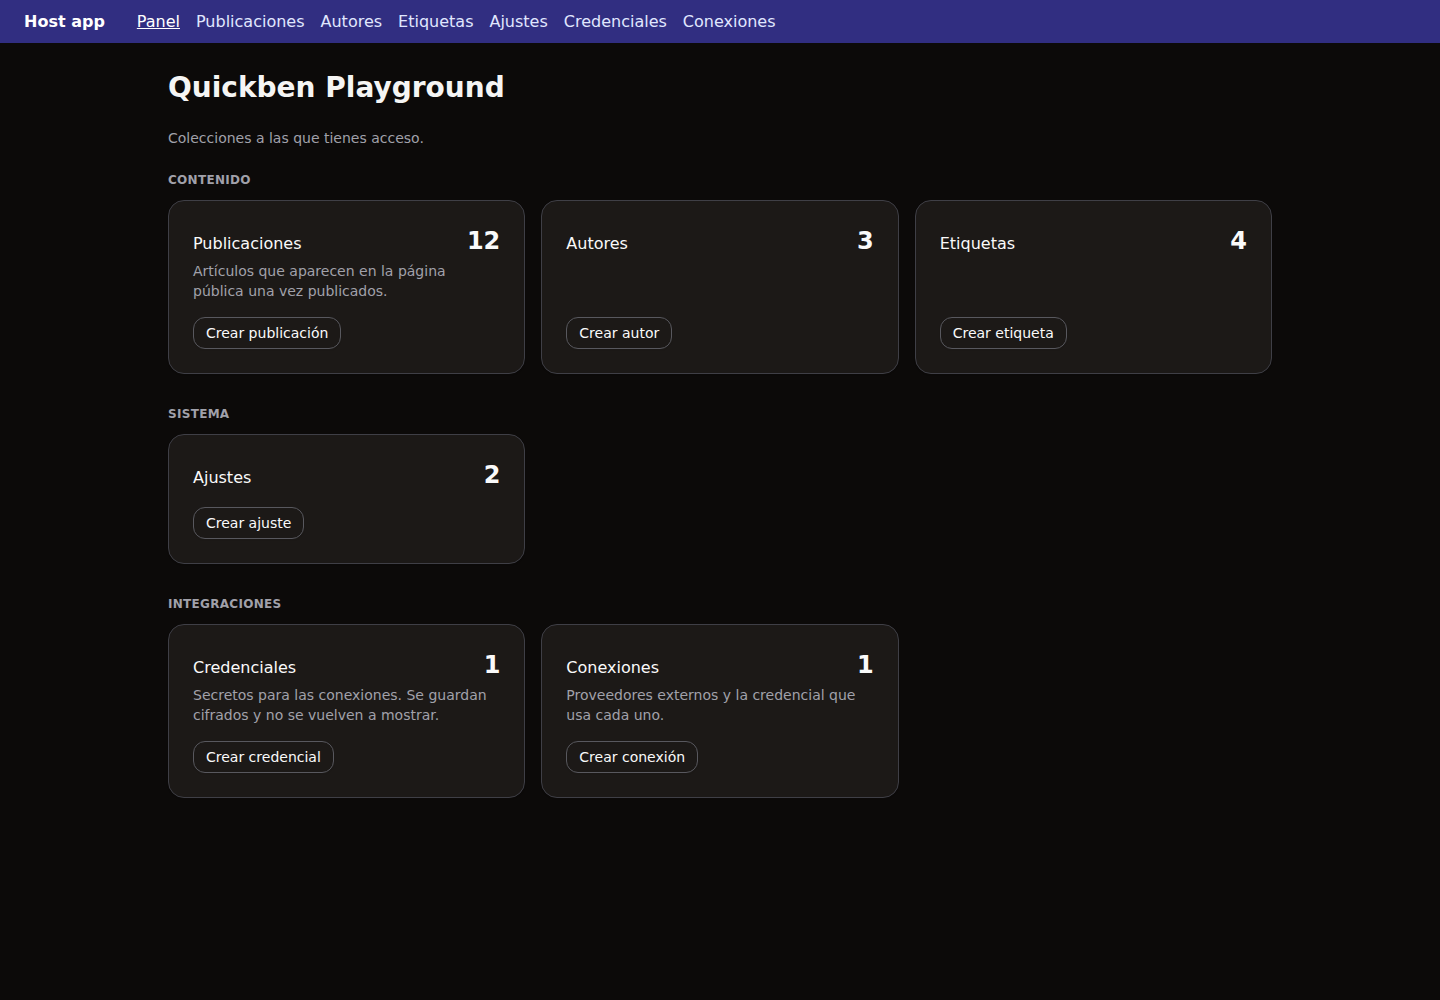 Host app Panel Publicaciones Autores Etiquetas Ajustes Credenciales Conexiones
Quickben Playground
Colecciones a las que tienes acceso.
CONTENIDO
Publicaciones 12
Artículos que aparecen en la página
pública una vez publicados.
Crear publicación
Autores 3
Crear autor
Etiquetas 4
Crear etiqueta
SISTEMA
Ajustes 2
Crear ajuste
INTEGRACIONES
Credenciales 1
Secretos para las conexiones. Se guardan
cifrados y no se vuelven a mostrar.
Crear credencial
Conexiones 1
Proveedores externos y la credencial que
usa cada uno.
Crear conexión